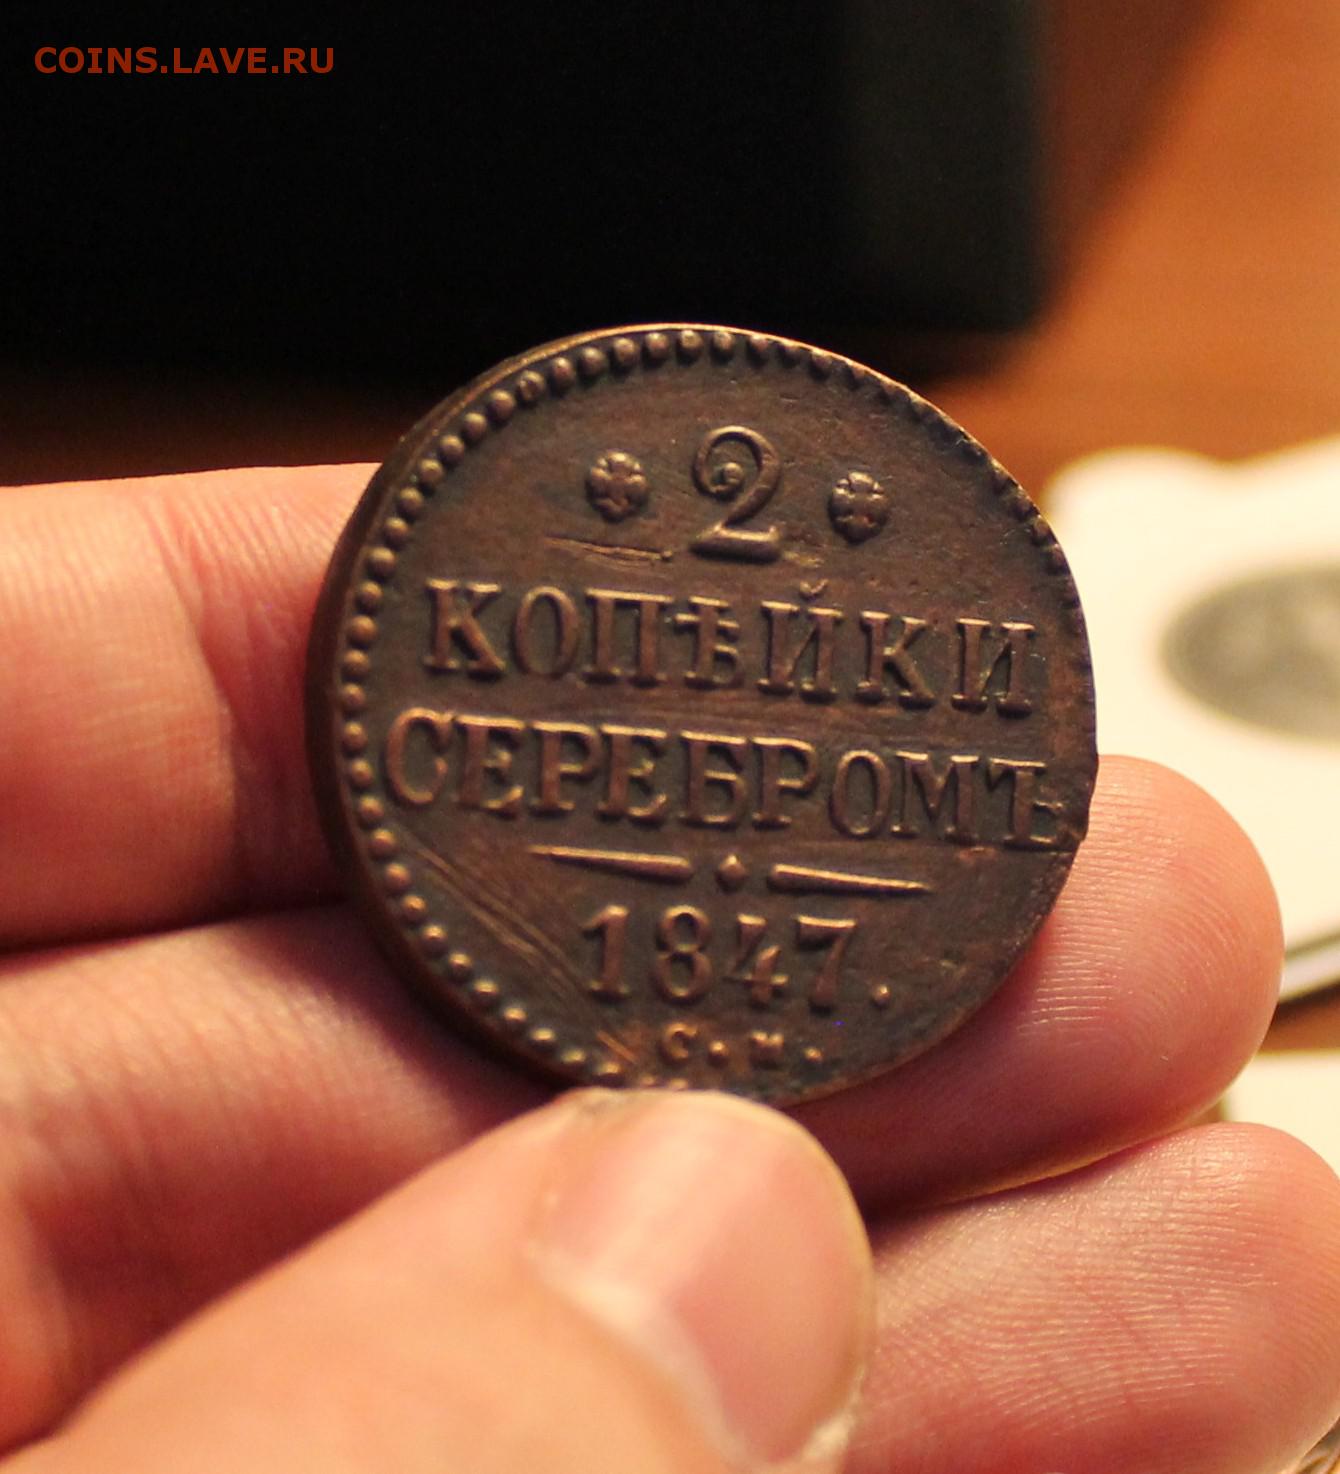 COINS.LAVE.RU
2
КОПѢЙКИ
СЕРЕБРОМЪ
1847.
С.М.